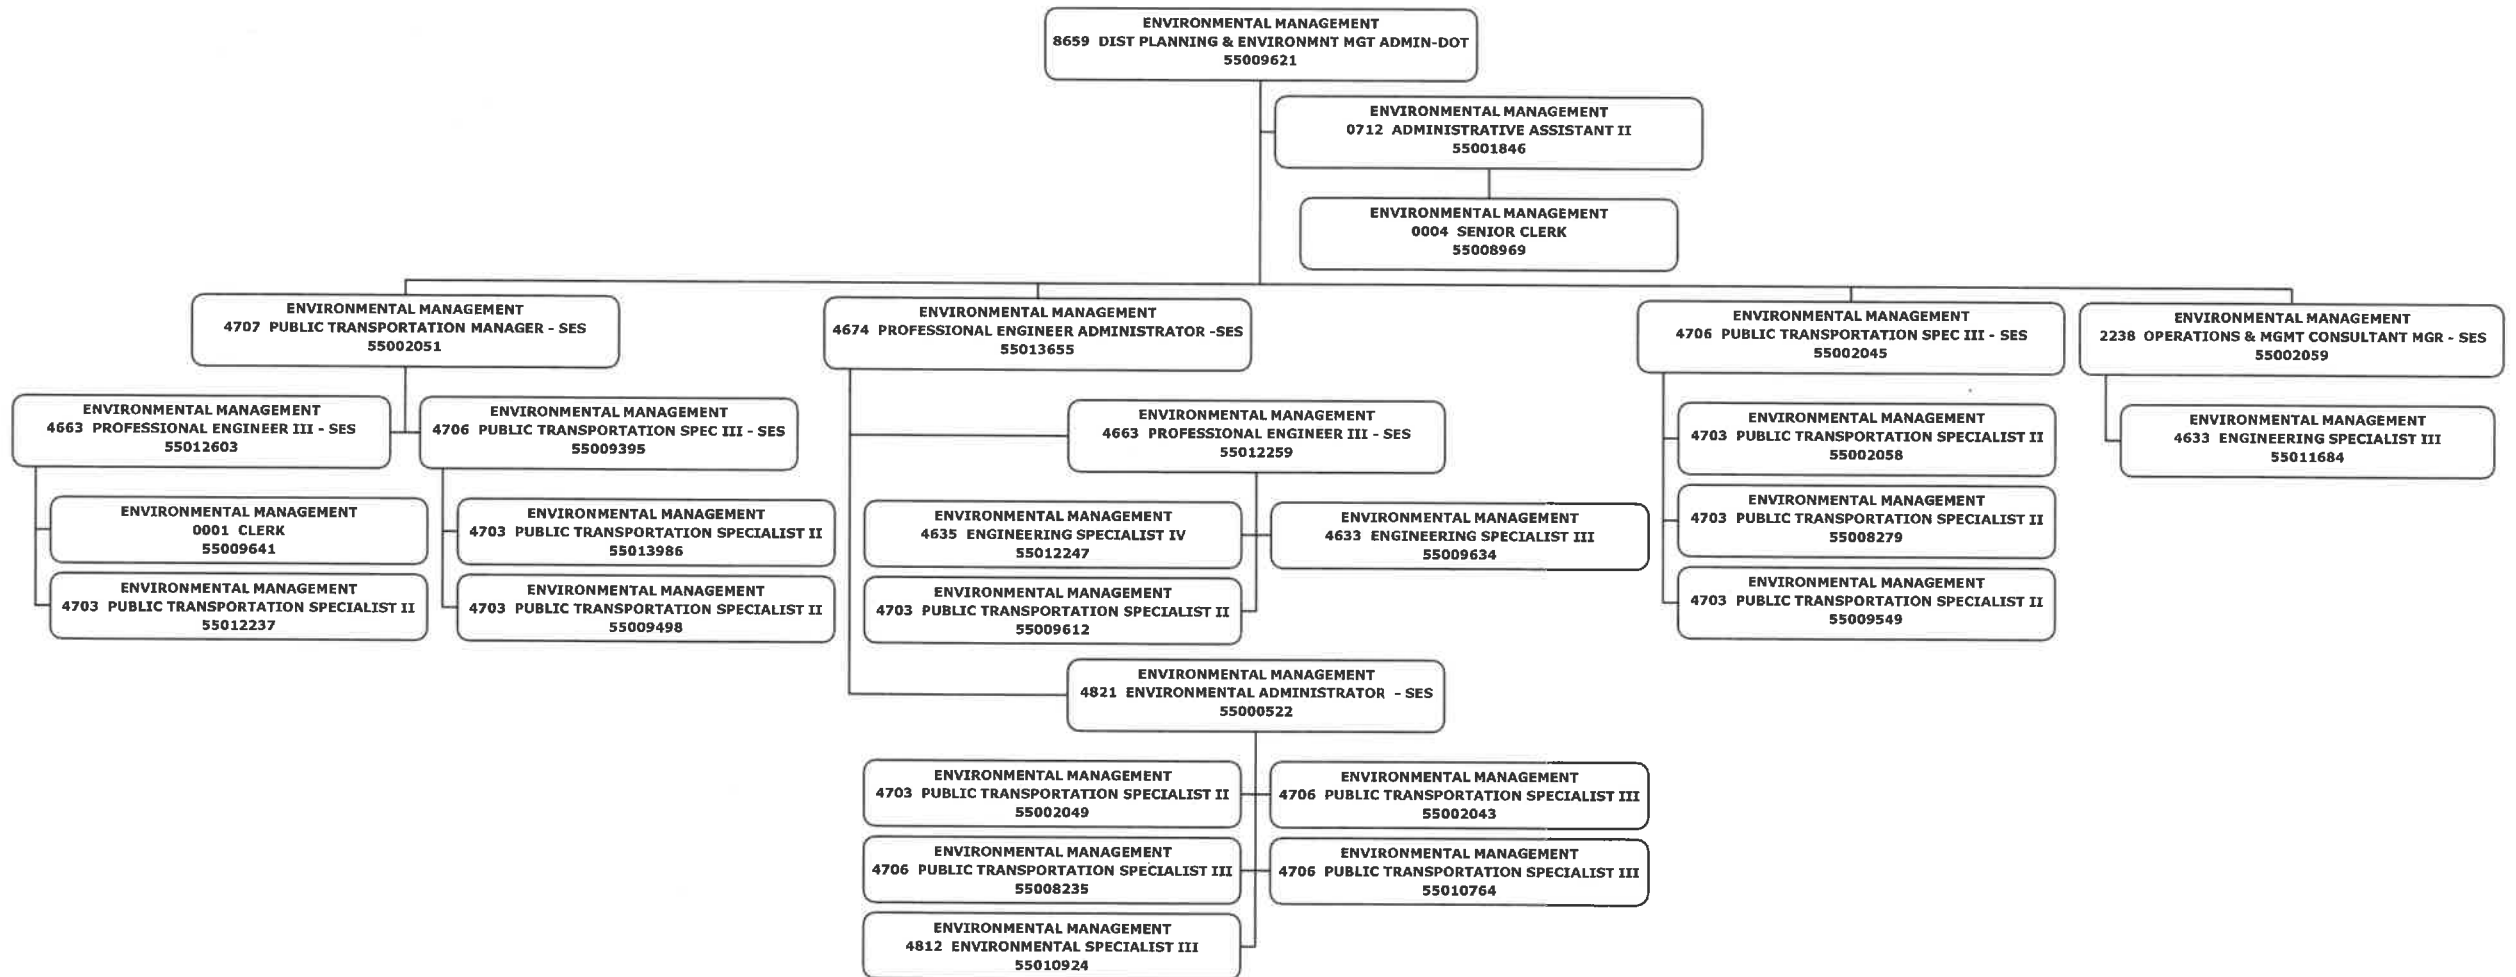 ENVIRONMENTAL MANAGEMENT
8659 DIST PLANNING & ENVIRONMNT MGT ADMIN-DOT
55009621
ENVIRONMENTAL MANAGEMENT
0712 ADMINISTRATIVE ASSISTANT II
55001846
ENVIRONMENTAL MANAGEMENT
0004 SENIOR CLERK
55008969
ENVIRONMENTAL MANAGEMENT
4707 PUBLIC TRANSPORTATION MANAGER - SES
55002051
ENVIRONMENTAL MANAGEMENT
4674 PROFESSIONAL ENGINEER ADMINISTRATOR -SES
55013655
ENVIRONMENTAL MANAGEMENT
4706 PUBLIC TRANSPORTATION SPEC III - SES
55002045
ENVIRONMENTAL MANAGEMENT
2238 OPERATIONS & MGMT CONSULTANT MGR - SES
55002059
ENVIRONMENTAL MANAGEMENT
4663 PROFESSIONAL ENGINEER III - SES
55012603
ENVIRONMENTAL MANAGEMENT
4706 PUBLIC TRANSPORTATION SPEC III - SES
55009395
ENVIRONMENTAL MANAGEMENT
4663 PROFESSIONAL ENGINEER III - SES
55012259
ENVIRONMENTAL MANAGEMENT
4703 PUBLIC TRANSPORTATION SPECIALIST II
55002058
ENVIRONMENTAL MANAGEMENT
4633 ENGINEERING SPECIALIST III
55011684
ENVIRONMENTAL MANAGEMENT
0001 CLERK
55009641
ENVIRONMENTAL MANAGEMENT
4703 PUBLIC TRANSPORTATION SPECIALIST II
55013986
ENVIRONMENTAL MANAGEMENT
4635 ENGINEERING SPECIALIST IV
55012247
ENVIRONMENTAL MANAGEMENT
4633 ENGINEERING SPECIALIST III
55009634
ENVIRONMENTAL MANAGEMENT
4703 PUBLIC TRANSPORTATION SPECIALIST II
55008279
ENVIRONMENTAL MANAGEMENT
4703 PUBLIC TRANSPORTATION SPECIALIST II
55012237
ENVIRONMENTAL MANAGEMENT
4703 PUBLIC TRANSPORTATION SPECIALIST II
55009498
ENVIRONMENTAL MANAGEMENT
4703 PUBLIC TRANSPORTATION SPECIALIST II
55009612
ENVIRONMENTAL MANAGEMENT
4703 PUBLIC TRANSPORTATION SPECIALIST II
55009549
ENVIRONMENTAL MANAGEMENT
4821 ENVIRONMENTAL ADMINISTRATOR - SES
55000522
ENVIRONMENTAL MANAGEMENT
4703 PUBLIC TRANSPORTATION SPECIALIST II
55002049
ENVIRONMENTAL MANAGEMENT
4706 PUBLIC TRANSPORTATION SPECIALIST III
55002043
ENVIRONMENTAL MANAGEMENT
4706 PUBLIC TRANSPORTATION SPECIALIST III
55008235
ENVIRONMENTAL MANAGEMENT
4706 PUBLIC TRANSPORTATION SPECIALIST III
55010764
ENVIRONMENTAL MANAGEMENT
4812 ENVIRONMENTAL SPECIALIST III
55010924